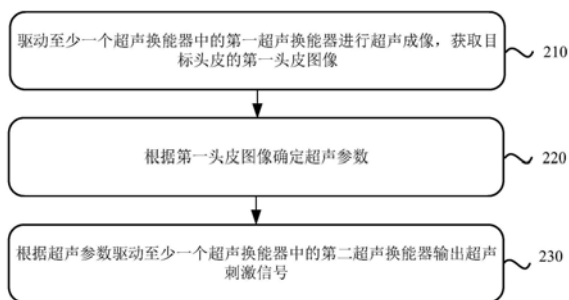 驱动至少一个超声换能器中的第一超声换能器进行超声成像，获取目
标头皮的第一头皮图像
210
根据第一头皮图像确定超声参数
220
根据超声参数驱动至少一个超声换能器中的第二超声换能器输出超声
刺激信号
230